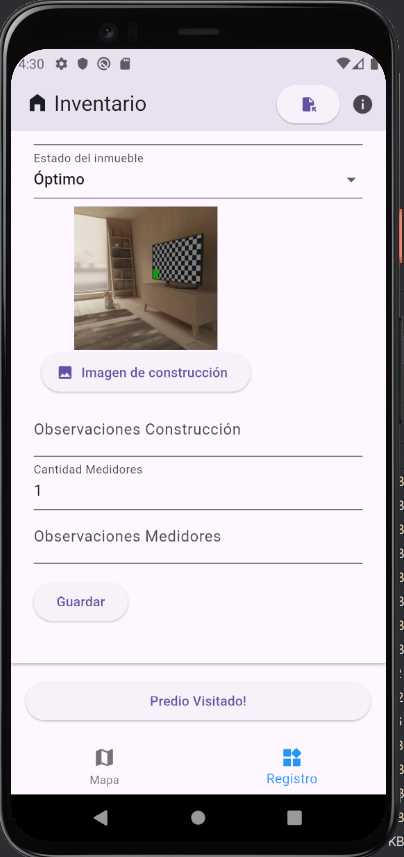 4:30
Inventario
Estado del inmueble
Óptimo
Imagen de construcción
Observaciones Construcción
Cantidad Medidores
1
Observaciones Medidores
Guardar
Predio Visitado!
Mapa
Registro
KB